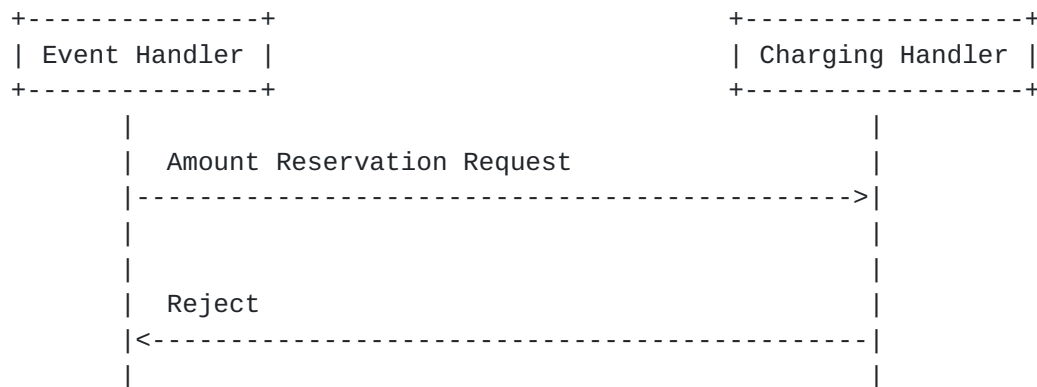 Event Handler Charging Handler
Amount Reservation Request
Reject